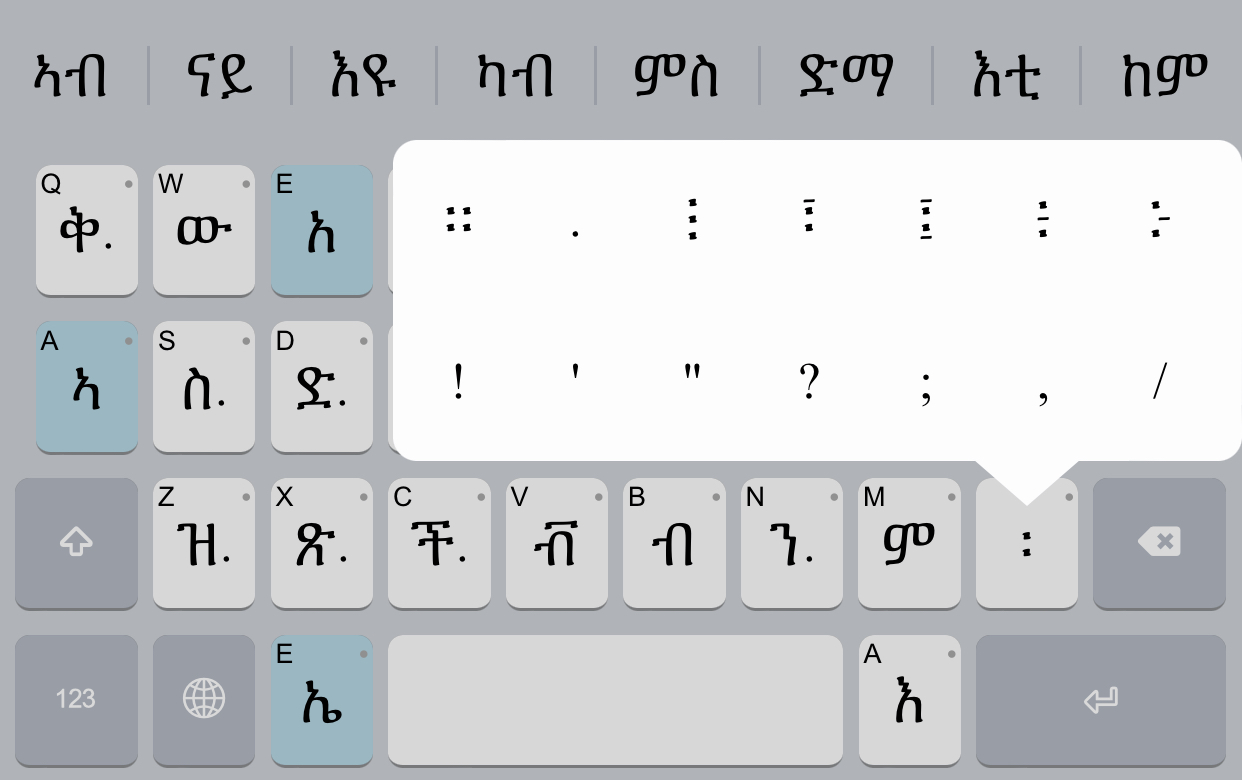 ኣብ ናይ እዩ ካብ ምስ ድማ እቲ ከም
Q ቅ. W ው E አ
። . ፧ ፣ ፤ ፥ ፦
A ኣ S ስ. D ድ.
! ' " ? ; , /
Z ዝ. X ጽ. C ች. V ቭ B ብ N ን. M ም ፡
123 E ኤ A እ